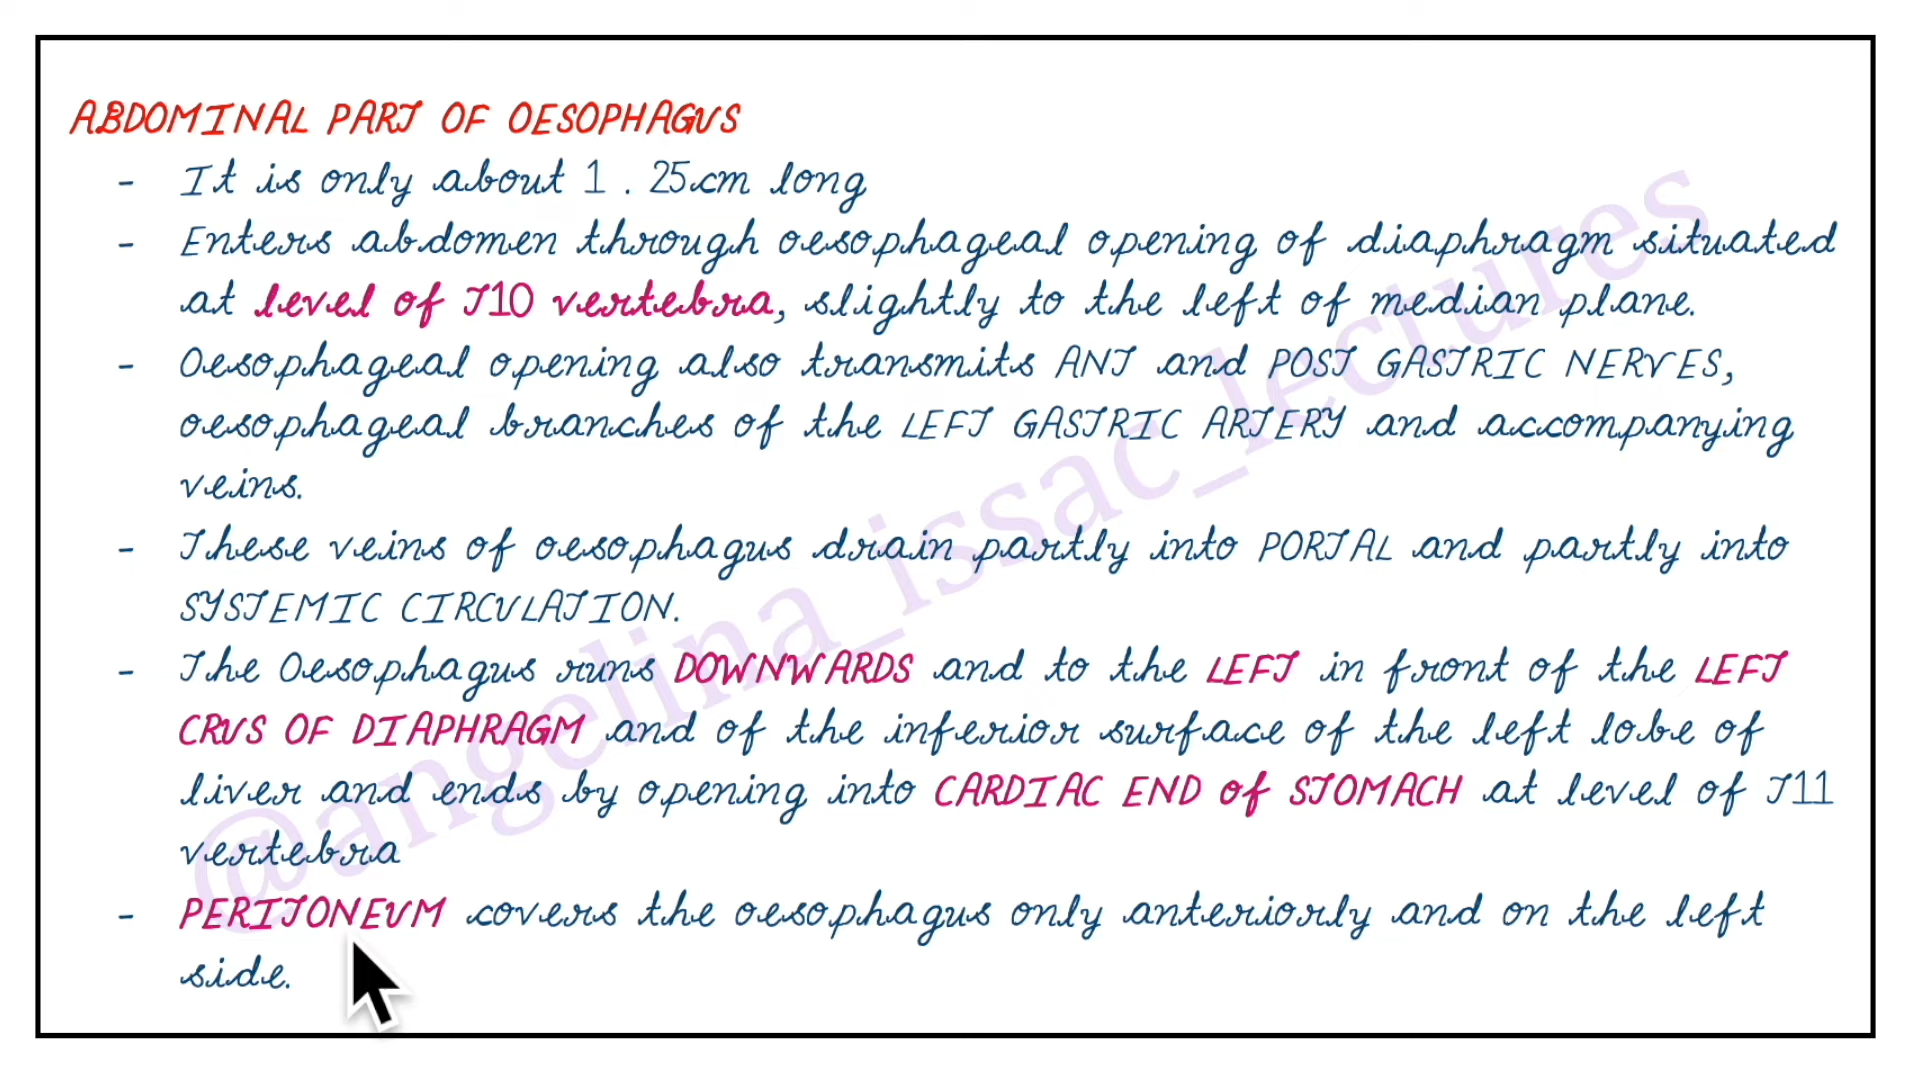 ABDOMINAL PART OF OESOPHAGUS
- It is only about 1 . 25cm long
- Enters abdomen through oesophageal opening of diaphragm situated
at level of T10 vertebra, slightly to the left of median plane.
- Oesophageal opening also transmits ANT and POST GASTRIC NERVES,
oesophageal branches of the LEFT GASTRIC ARTERY and accompanying
veins.
- These veins of oesophagus drain partly into PORTAL and partly into
SYSTEMIC CIRCULATION.
- The Oesophagus runs DOWNWARDS and to the LEFT in front of the LEFT
CRUS OF DIAPHRAGM and of the inferior surface of the left lobe of
liver and ends by opening into CARDIAC END of STOMACH at level of T11
vertebra
- PERITONEUM covers the oesophagus only anteriorly and on the left
side.
@angelina_issac_lectures